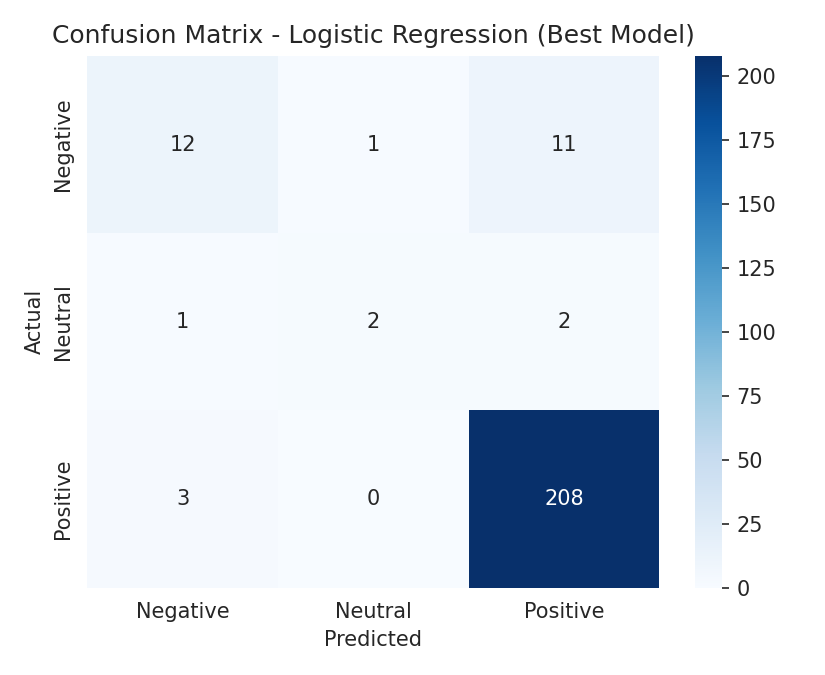 Confusion Matrix - Logistic Regression (Best Model)
Actual
Negative
12 1 11
Neutral
1 2 2
Positive
3 0 208
Negative Neutral Positive
Predicted
200
175
150
125
100
75
50
25
0